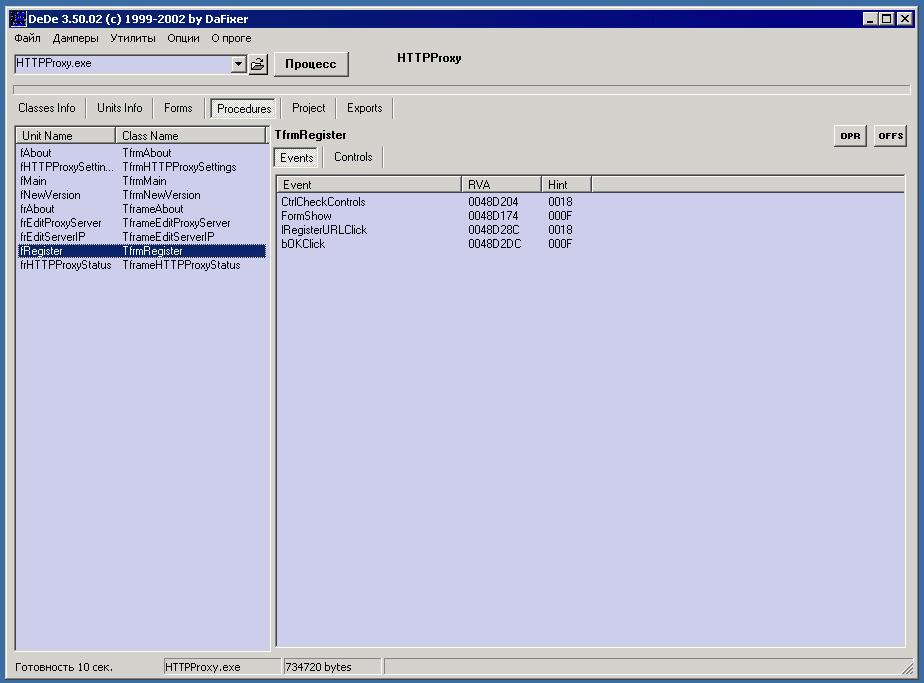 DeDe 3.50.02 (c) 1999-2002 by DaFixer
Файл Дамперы Утилиты Опции О проге
HTTPProxy.exe Процесс HTTPProxy
Classes Info Units Info Forms Procedures Project Exports
Unit Name Class Name
fAbout TfrmAbout
fHTTPProxySettin... TfrmHTTPProxySettings
fMain TfrmMain
fNewVersion TfrmNewVersion
frAbout TframeAbout
frEditProxyServer TframeEditProxyServer
frEditServerIP TframeEditServerIP
fRegister TfrmRegister
frHTTPProxyStatus TframeHTTPProxyStatus
TfrmRegister DPR OFFS
Events Controls
Event RVA Hint
CtrlCheckControls 0048D204 0018
FormShow 0048D174 000F
lRegisterURLClick 0048D28C 0018
bOKClick 0048D2DC 000F
Готовность 10 сек. HTTPProxy.exe 734720 bytes